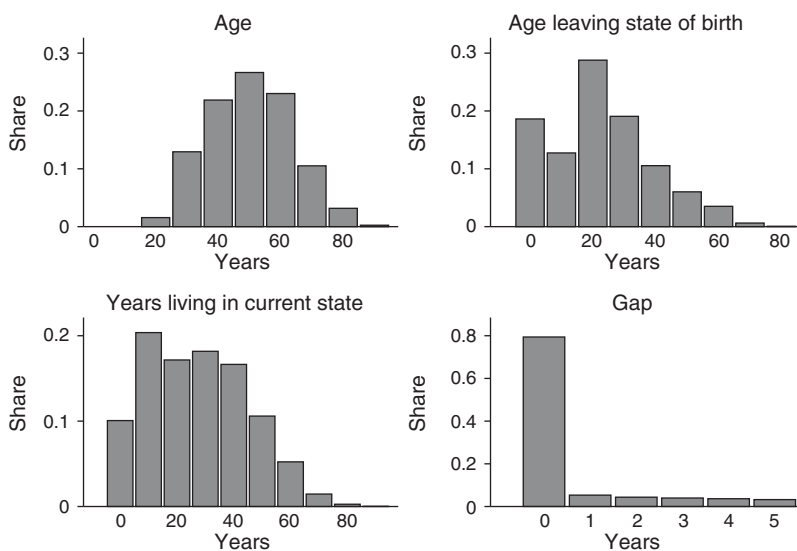 Age
0.3
0.2
0.1
0
Share
0 20 40 60 80
Years
Age leaving state of birth
0.3
0.2
0.1
0
Share
0 20 40 60 80
Years
Years living in current state
0.2
0.1
0
Share
0 20 40 60 80
Years
Gap
0.8
0.6
0.4
0.2
0
Share
0 1 2 3 4 5
Years